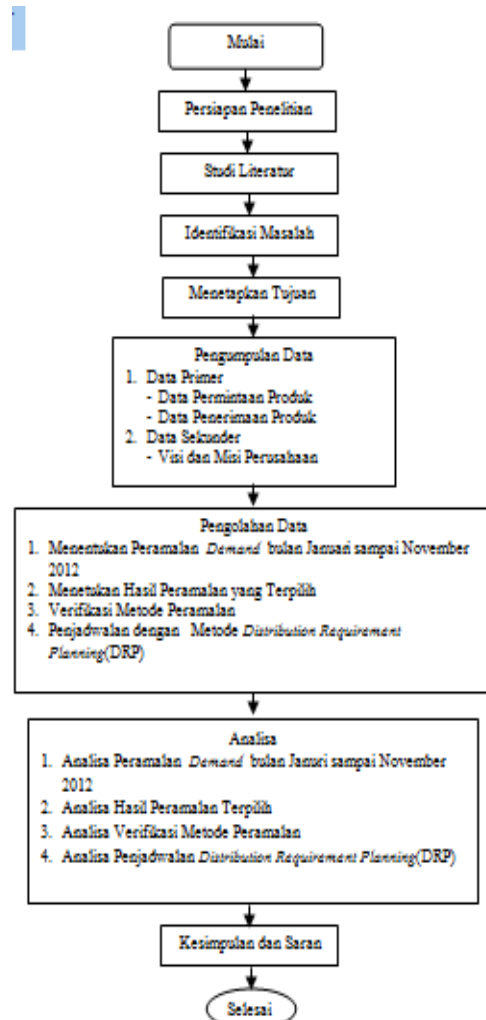 Mulai
Persiapan Penelitian
Studi Literatur
Identifikasi Masalah
Menetapkan Tujuan
Pengumpulan Data
1. Data Primer
- Data Permintaan Produk
- Data Penerimaan Produk
2. Data Sekunder
- Visi dan Misi Perusahaan
Pengolahan Data
1. Menentukan Peramalan Demand bulan Januari sampai November
2012
2. Menetukan Hasil Peramalan yang Terpilih
3. Verifikasi Metode Peramalan
4. Penjadwalan dengan Metode Distribution Requirement
Planning(DRP)
Analisa
1. Analisa Peramalan Demand bulan Januri sampai November
2012
2. Analisa Hasil Peramalan Terpilih
3. Analisa Verifikasi Metode Peramalan
4. Analisa Penjadwalan Distribution Requirement Planning(DRP)
Kesimpulan dan Saran
Selesai